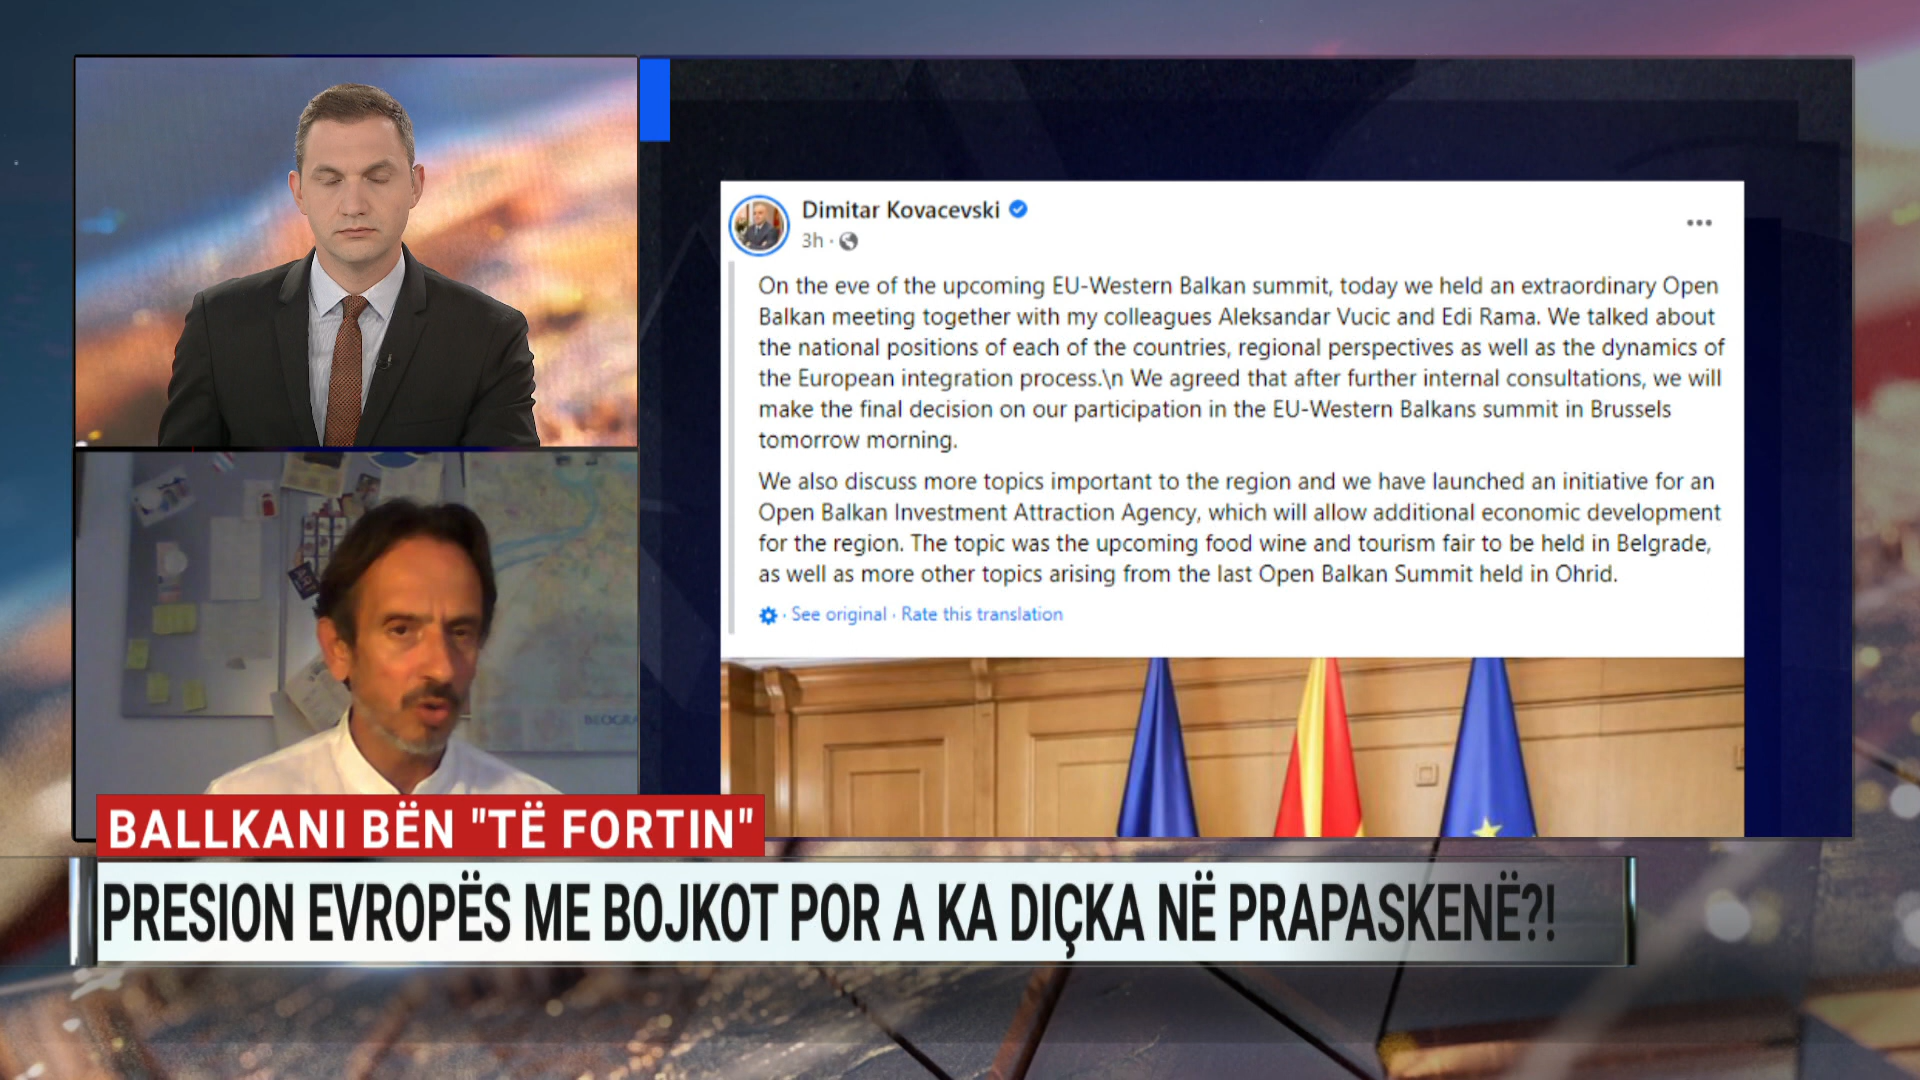 Dimitar Kovacevski
3h ·
On the eve of the upcoming EU-Western Balkan summit, today we held an extraordinary Open
Balkan meeting together with my colleagues Aleksandar Vucic and Edi Rama. We talked about
the national positions of each of the countries, regional perspectives as well as the dynamics of
the European integration process.\n We agreed that after further internal consultations, we will
make the final decision on our participation in the EU-Western Balkans summit in Brussels
tomorrow morning.
We also discuss more topics important to the region and we have launched an initiative for an
Open Balkan Investment Attraction Agency, which will allow additional economic development
for the region. The topic was the upcoming food wine and tourism fair to be held in Belgrade,
as well as more other topics arising from the last Open Balkan Summit held in Ohrid.
· See original · Rate this translation
BALLKANI BËN "TË FORTIN"
PRESION EVROPËS ME BOJKOT POR A KA DIÇKA NË PRAPASKENË?!